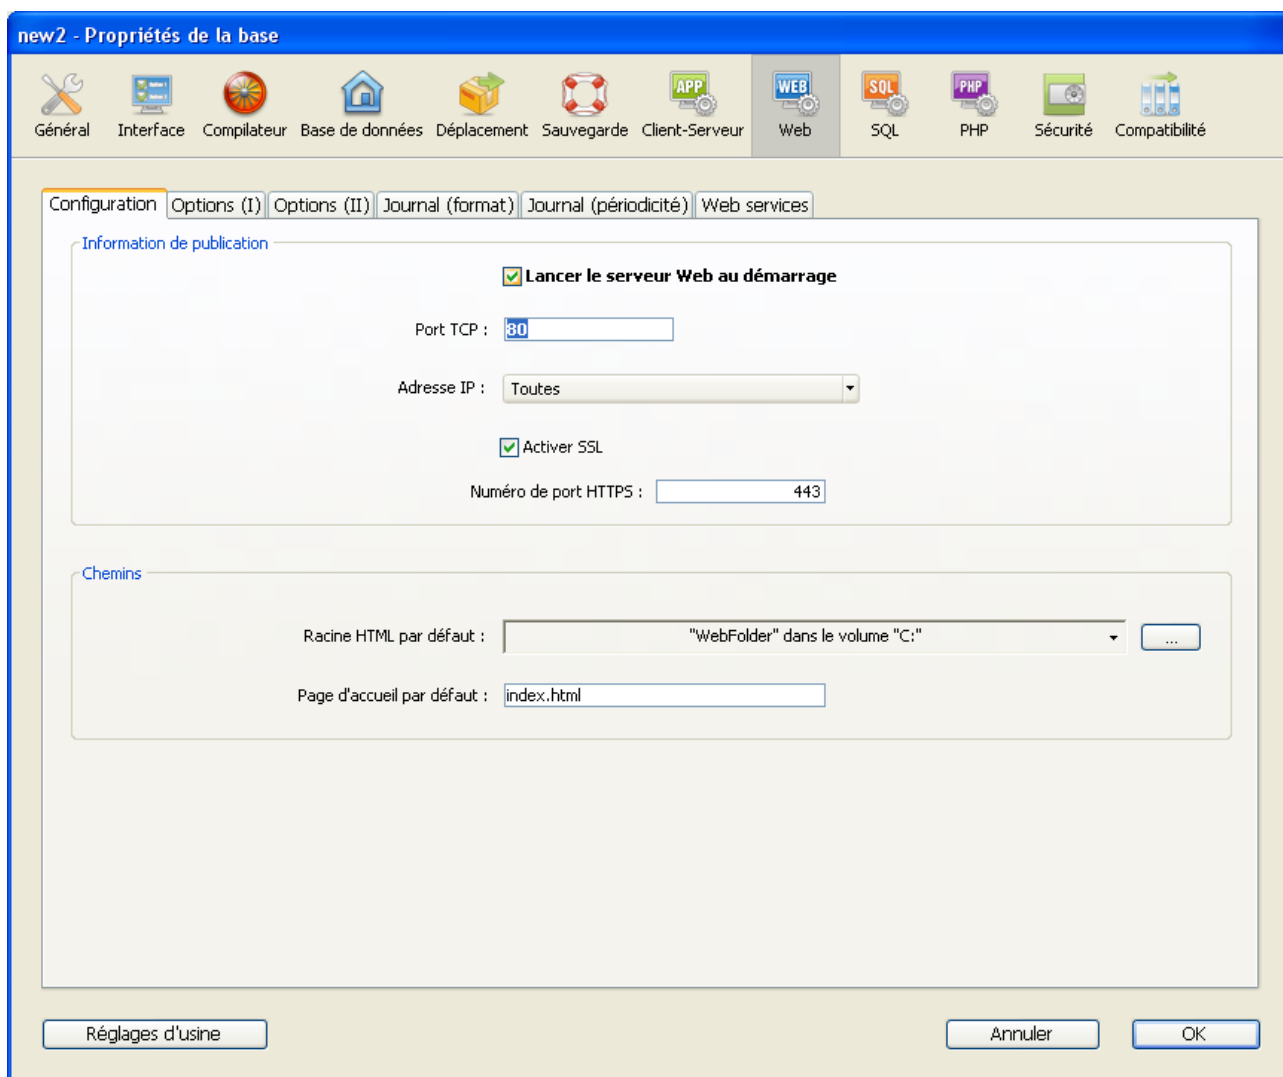 new2 - Propriétés de la base
APP WEB SQL PHP
Général Interface Compilateur Base de données Déplacement Sauvegarde Client-Serveur Web SQL PHP Sécurité Compatibilité
Configuration Options (I) Options (II) Journal (format) Journal (périodicité) Web services
Information de publication
Lancer le serveur Web au démarrage
Port TCP : 80
Adresse IP : Toutes
Activer SSL
Numéro de port HTTPS : 443
Chemins
Racine HTML par défaut : "WebFolder" dans le volume "C:" ...
Page d'accueil par défaut : index.html
Réglages d'usine Annuler OK